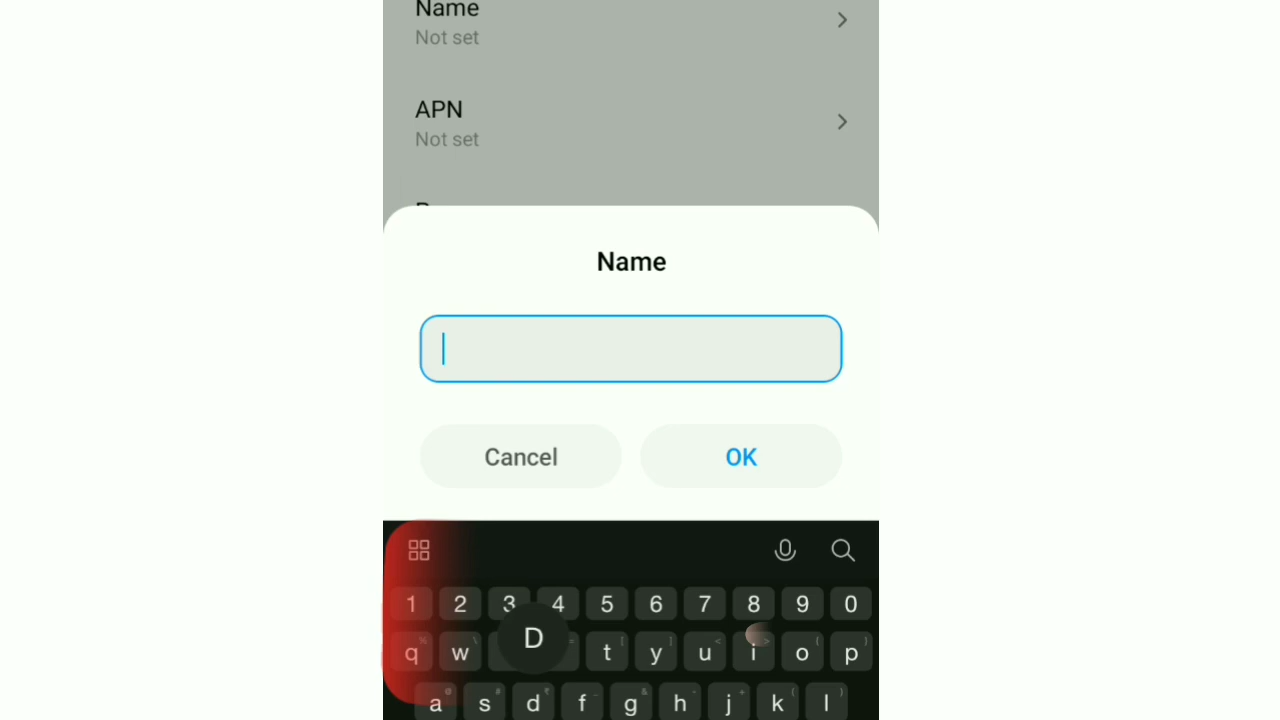 Name
Not set
APN
Not set
Name
Cancel
OK
1 2 3 4 5 6 7 8 9 0
D
q w t y u i o p
a s d f g h j k l